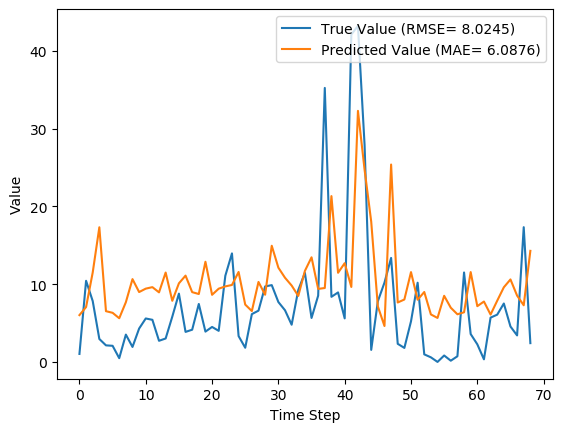 True Value (RMSE= 8.0245)
Predicted Value (MAE= 6.0876)
40
30
20
10
0
Value
0 10 20 30 40 50 60 70
Time Step